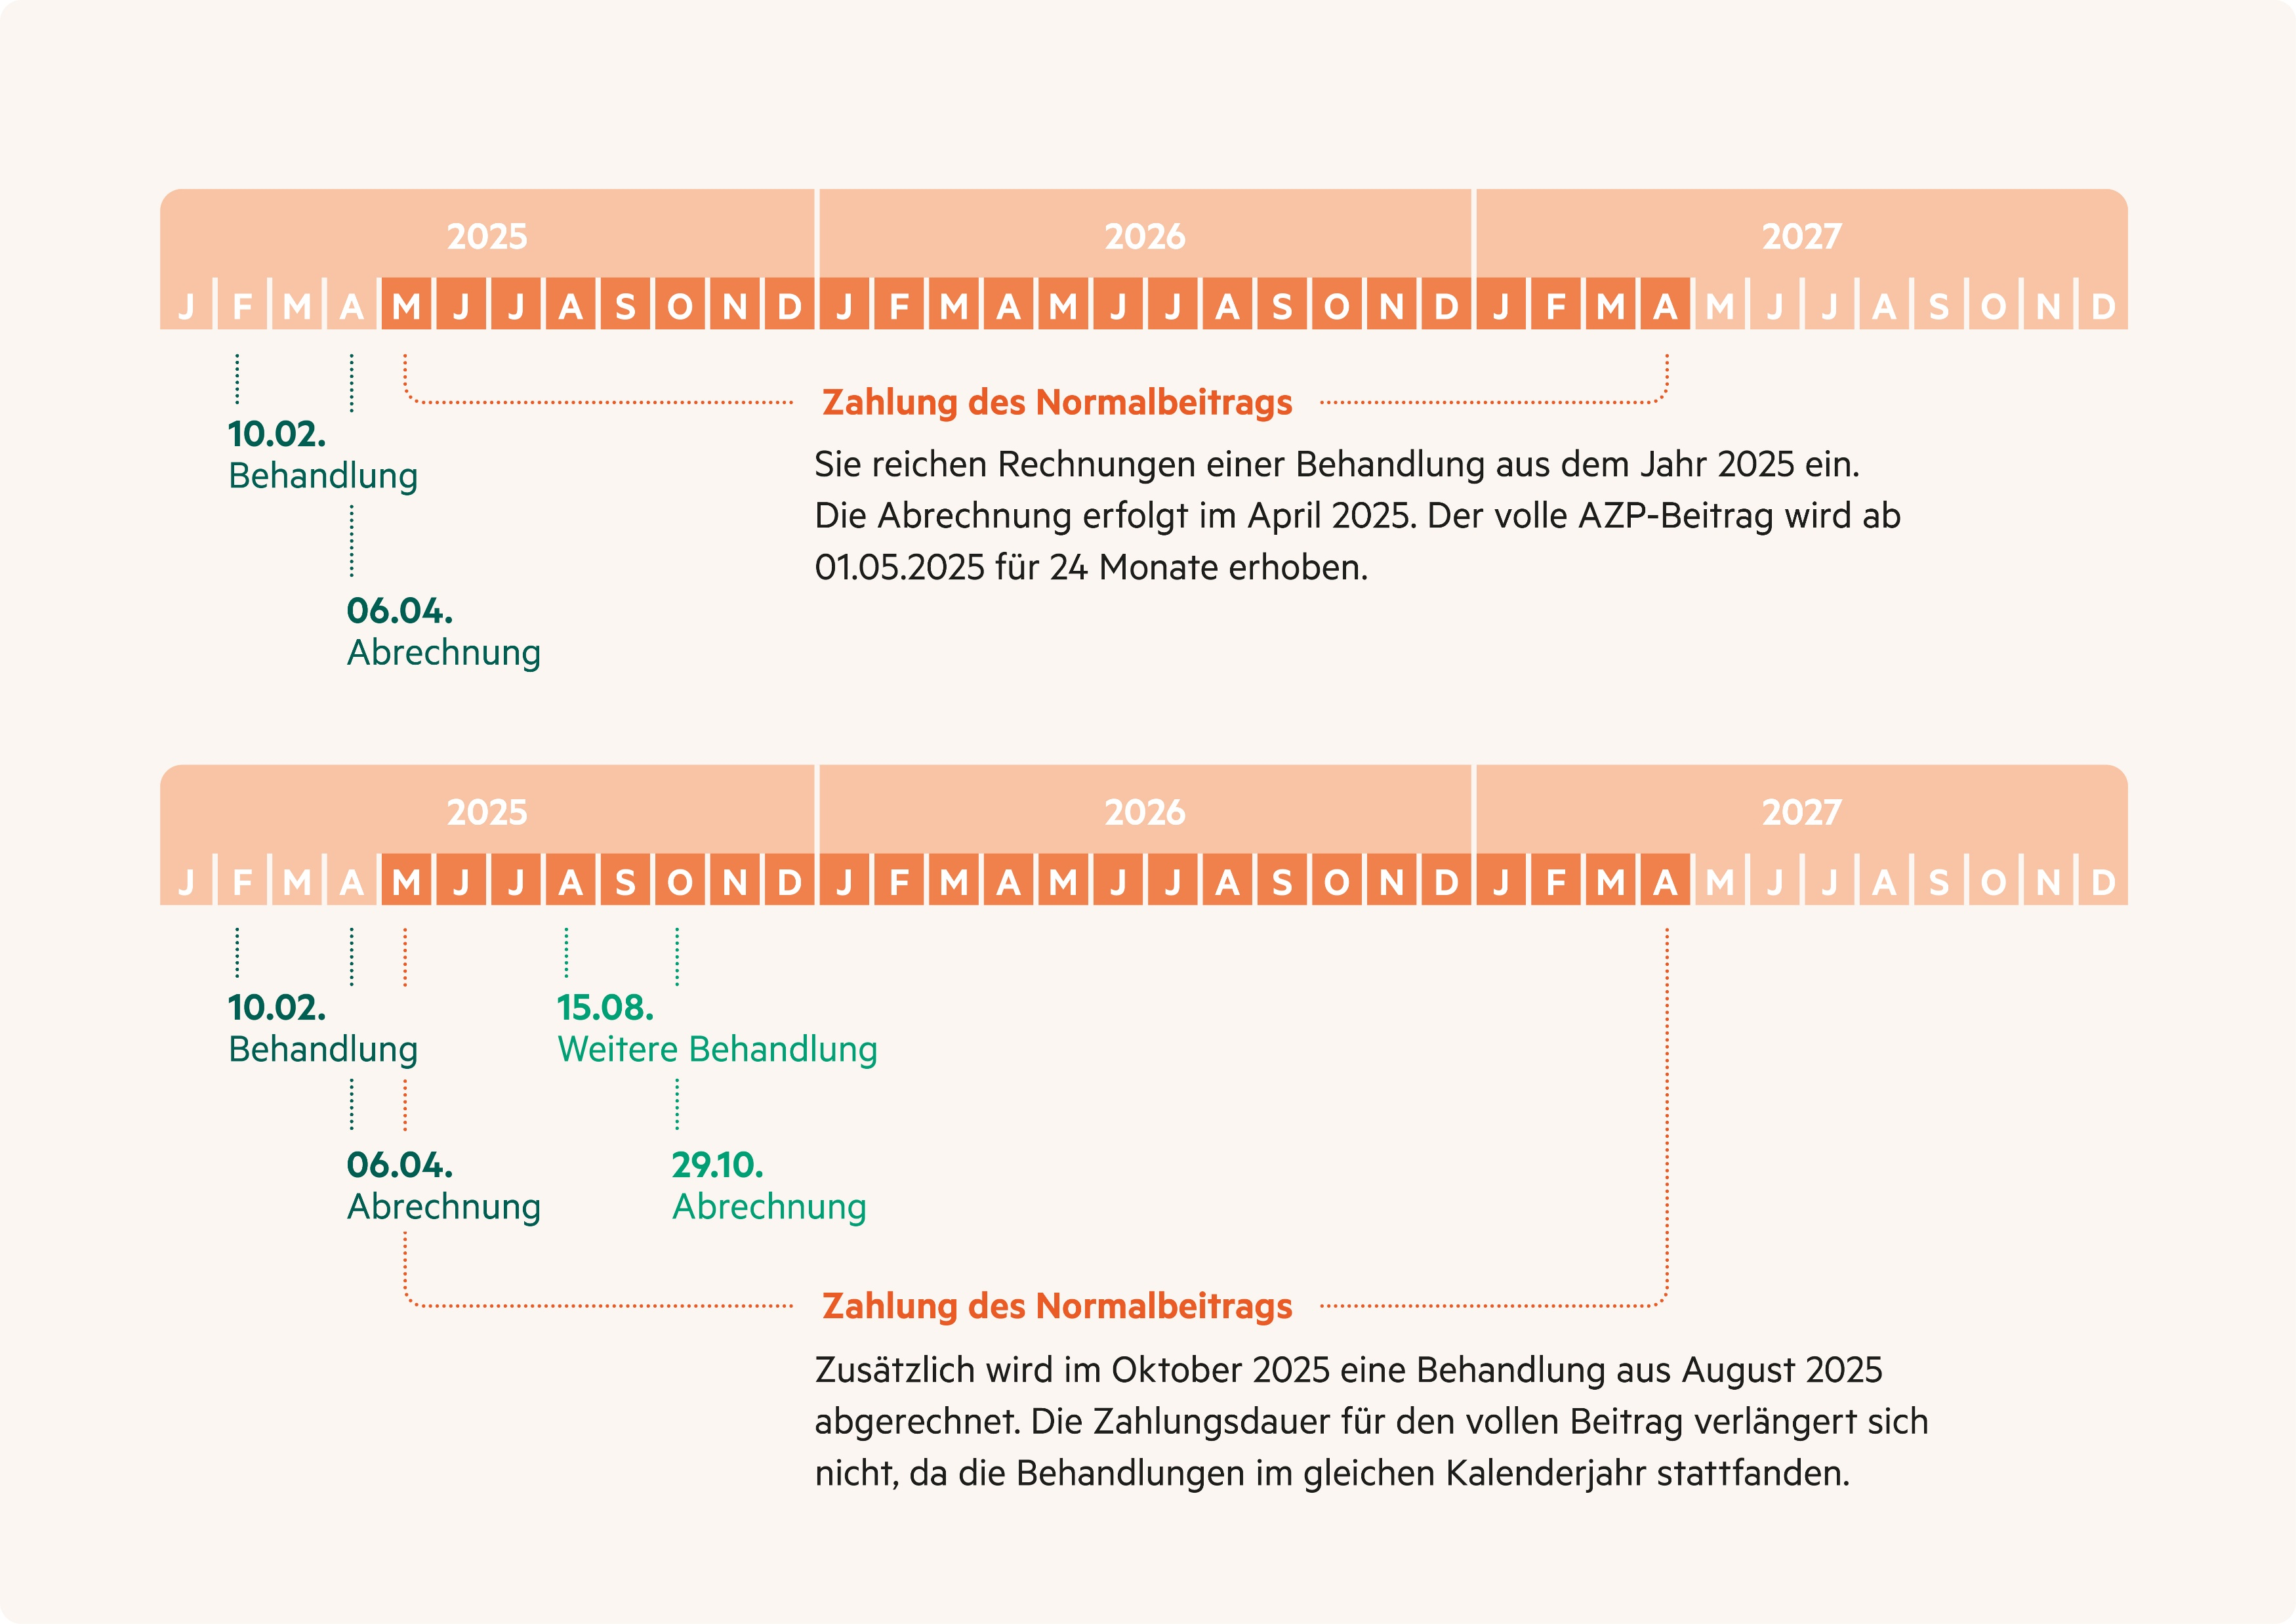 2025 2026 2027
J F M A M J J A S O N D J F M A M J J A S O N D J F M A M J J A S O N D
Zahlung des Normalbeitrags
10.02.
Behandlung
06.04.
Abrechnung
Sie reichen Rechnungen einer Behandlung aus dem Jahr 2025 ein.
Die Abrechnung erfolgt im April 2025. Der volle AZP-Beitrag wird ab
01.05.2025 für 24 Monate erhoben.
2025 2026 2027
J F M A M J J A S O N D J F M A M J J A S O N D J F M A M J J A S O N D
10.02.
Behandlung
15.08.
Weitere Behandlung
06.04.
Abrechnung
29.10.
Abrechnung
Zahlung des Normalbeitrags
Zusätzlich wird im Oktober 2025 eine Behandlung aus August 2025
abgerechnet. Die Zahlungsdauer für den vollen Beitrag verlängert sich
nicht, da die Behandlungen im gleichen Kalenderjahr stattfanden.